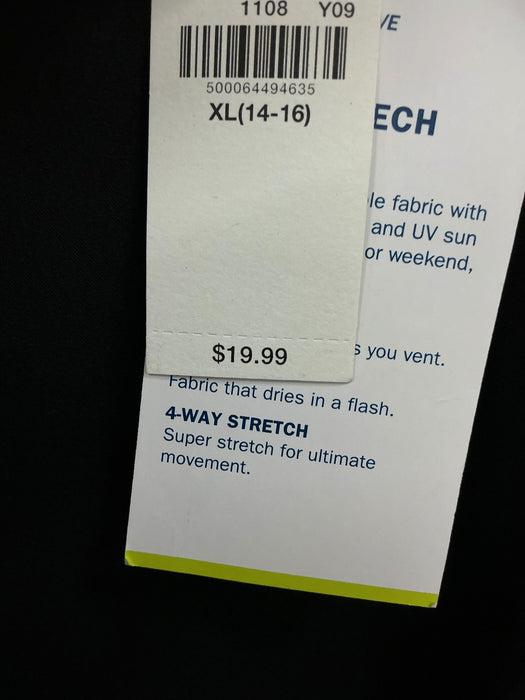 1108 Y09
500064494635
XL(14-16)
$19.99
VE
ECH
le fabric with
and UV sun
or weekend,
s you vent.
Fabric that dries in a flash.
4-WAY STRETCH
Super stretch for ultimate
movement.